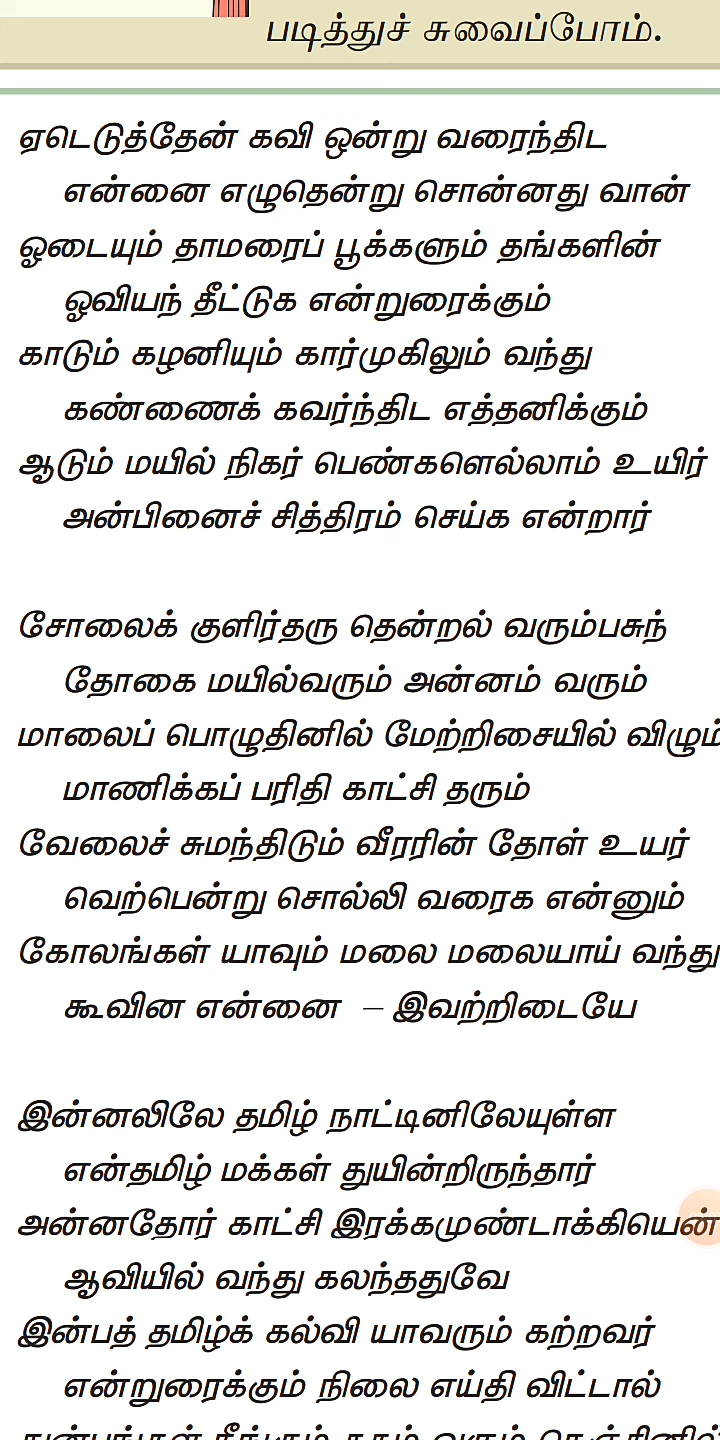 படித்துச் சுவைப்போம்.
ஏடெடுத்தேன் கவி ஒன்று வரைந்திட
என்னை எழுதென்று சொன்னது வான்
ஓடையும் தாமரைப் பூக்களும் தங்களின்
ஓவியந் தீட்டுக என்றுரைக்கும்
காடும் கழனியும் கார்முகிலும் வந்து
கண்ணைக் கவர்ந்திட எத்தனிக்கும்
ஆடும் மயில் நிகர் பெண்களெல்லாம் உயிர்
அன்பினைச் சித்திரம் செய்க என்றார்
சோலைக் குளிர்தரு தென்றல் வரும்பசுந்
தோகை மயில்வரும் அன்னம் வரும்
மாலைப் பொழுதினில் மேற்றிசையில் விழும்
மாணிக்கப் பரிதி காட்சி தரும்
வேலைச் சுமந்திடும் வீரரின் தோள் உயர்
வெற்பென்று சொல்லி வரைக என்னும்
கோலங்கள் யாவும் மலை மலையாய் வந்து
கூவின என்னை – இவற்றிடையே
இன்னலிலே தமிழ் நாட்டினிலேயுள்ள
என்தமிழ் மக்கள் துயின்றிருந்தார்
அன்னதோர் காட்சி இரக்கமுண்டாக்கியென்
ஆவியில் வந்து கலந்ததுவே
இன்பத் தமிழ்க் கல்வி யாவரும் கற்றவர்
என்றுரைக்கும் நிலை எய்தி விட்டால்